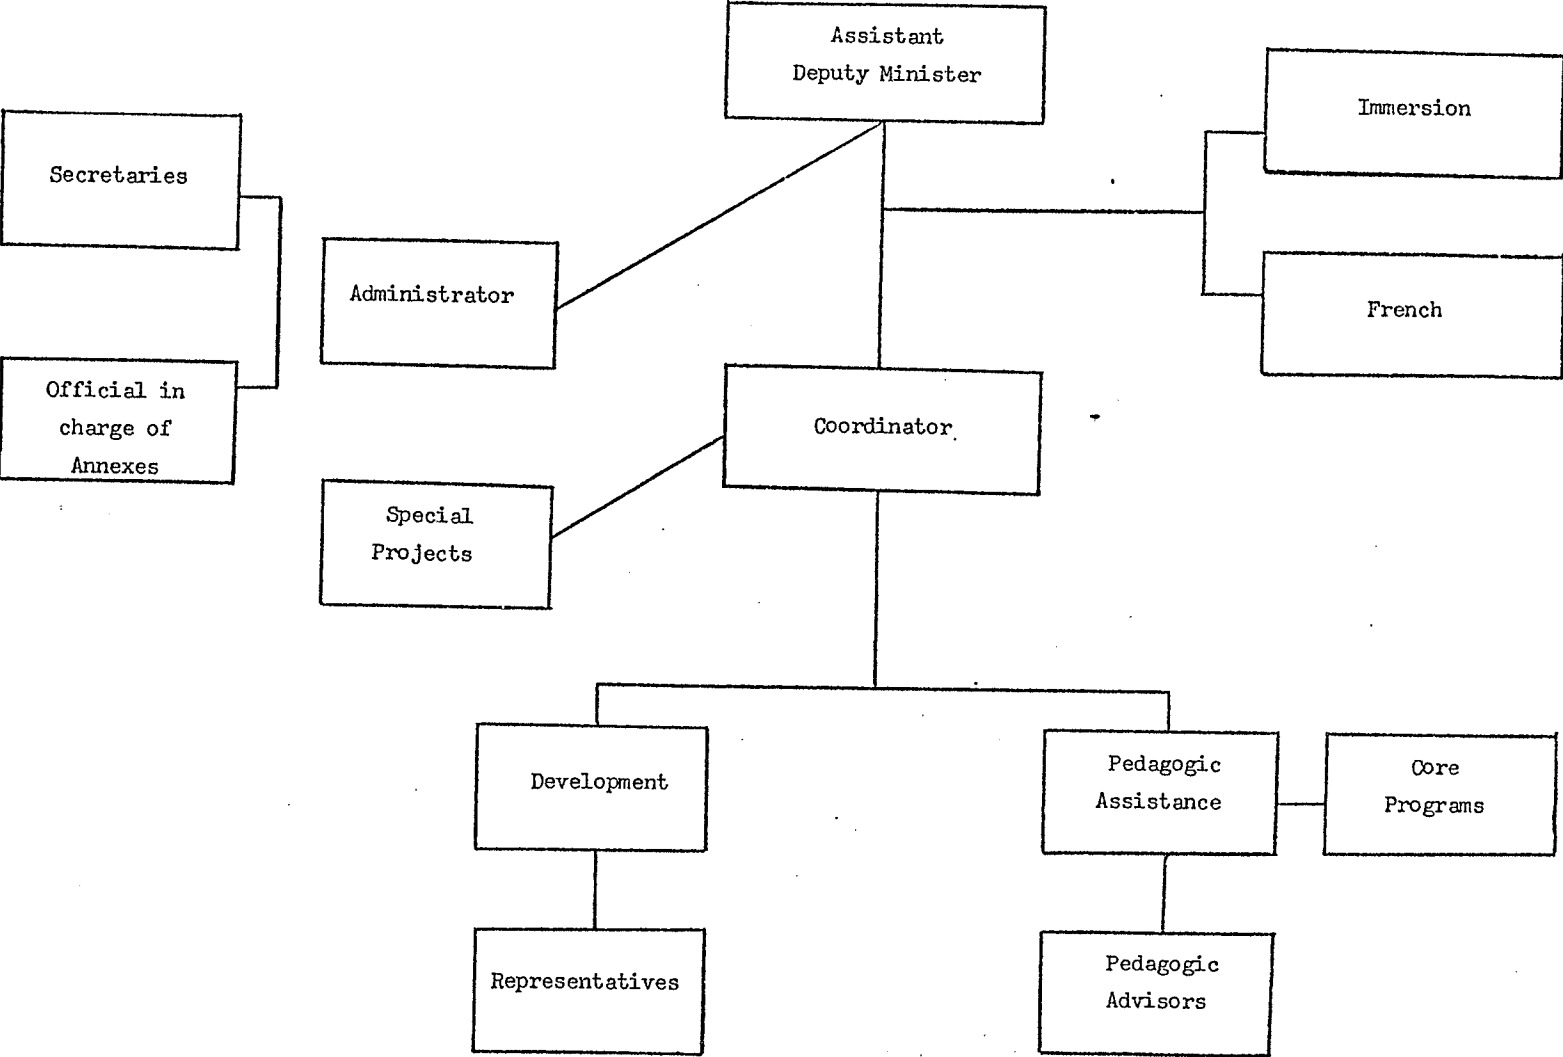 Assistant
Deputy Minister
Immersion
Secretaries
Administrator
French
Official in
charge of
Annexes
Coordinator
Special
Projects
Development
Pedagogic
Assistance
Core
Programs
Representatives
Pedagogic
Advisors